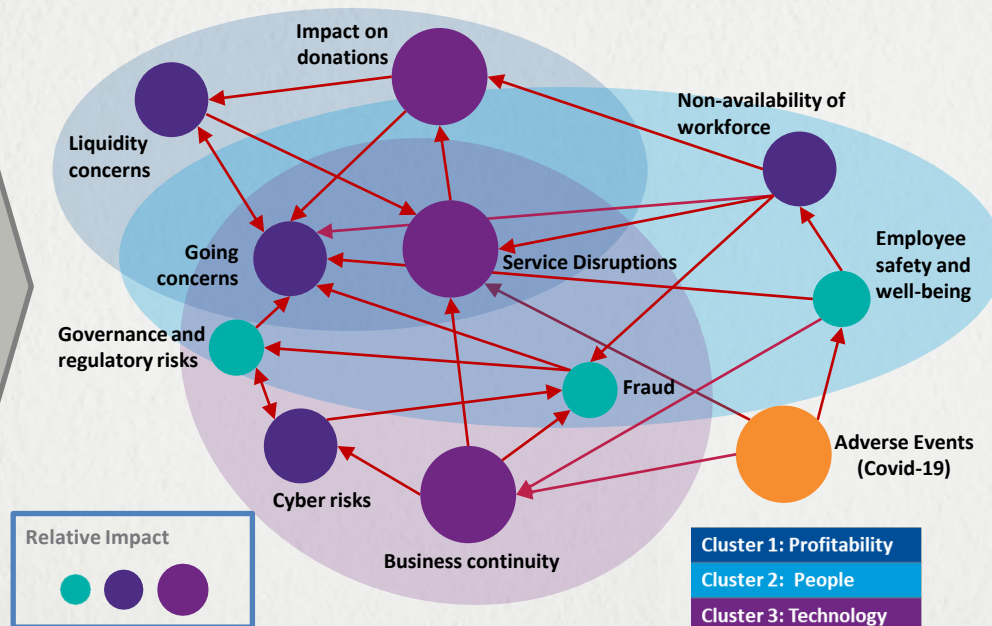 Impact on
donations
Non-availability of
workforce
Liquidity
concerns
Going
concerns
Service Disruptions
Employee
safety and
well-being
Governance and
regulatory risks
Fraud
Adverse Events
(Covid-19)
Cyber risks
Business continuity
Relative Impact
Cluster 1: Profitability
Cluster 2: People
Cluster 3: Technology